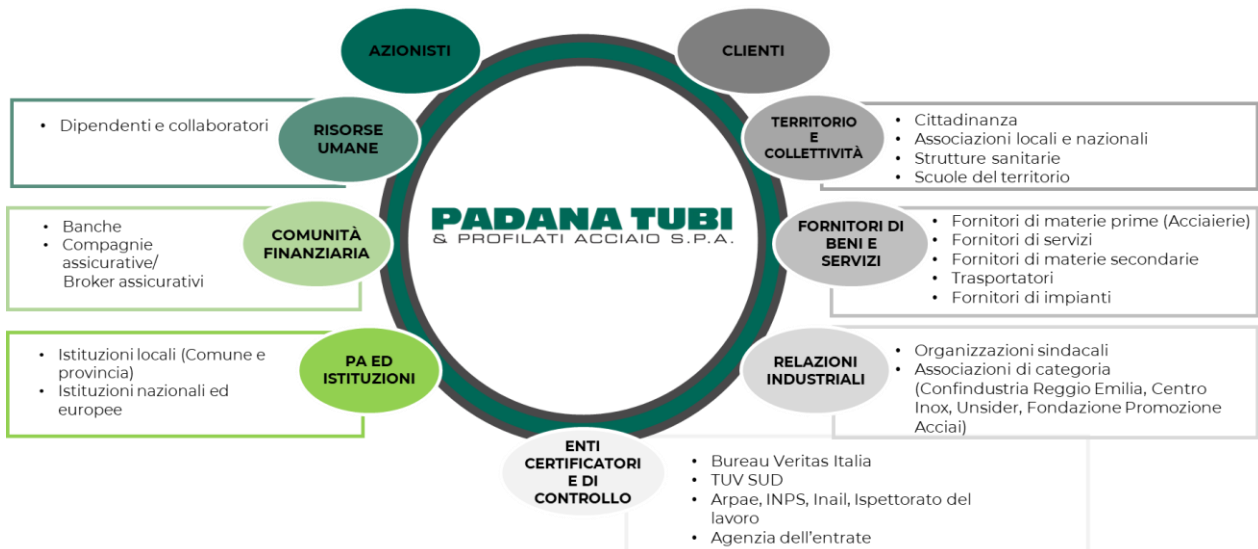 AZIONISTI
CLIENTI
• Dipendenti e collaboratori
RISORSE
UMANE
TERRITORIO
E
COLLETTIVITÀ
• Cittadinanza
• Associazioni locali e nazionali
• Strutture sanitarie
• Scuole del territorio
• Banche
• Compagnie
assicurative/
Broker assicurativi
COMUNITÀ
FINANZIARIA
PADANA TUBI
& PROFILATI ACCIAIO S.P.A.
FORNITORI DI
BENI E
SERVIZI
• Fornitori di materie prime (Acciaierie)
• Fornitori di servizi
• Fornitori di materie secondarie
• Trasportatori
• Fornitori di impianti
• Istituzioni locali (Comune e
provincia)
• Istituzioni nazionali ed
europee
PA ED
ISTITUZIONI
RELAZIONI
INDUSTRIALI
• Organizzazioni sindacali
• Associazioni di categoria
(Confindustria Reggio Emilia, Centro
Inox, Unsider, Fondazione Promozione
Acciai)
ENTI
CERTIFICATORI
E DI
CONTROLLO
• Bureau Veritas Italia
• TUV SUD
• Arpae, INPS, Inail, Ispettorato del
lavoro
• Agenzia dell'entrate